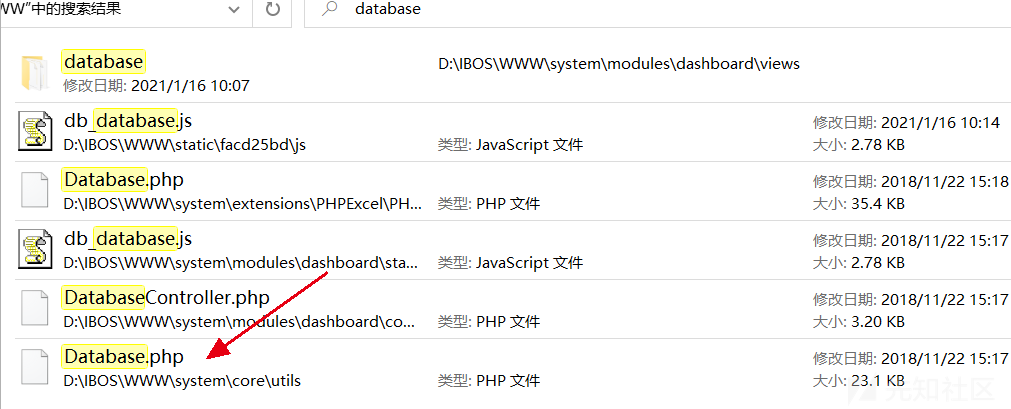 WW"中的搜索结果
database
database
D:\IBOS\WWW\system\modules\dashboard\views
修改日期: 2021/1/16 10:07
db_database.js
修改日期: 2021/1/16 10:14
D:\IBOS\WWW\static\facd25bd\js
类型: JavaScript 文件
大小: 2.78 KB
Database.php
修改日期: 2018/11/22 15:18
D:\IBOS\WWW\system\extensions\PHPExcel\PH...
类型: PHP 文件
大小: 35.4 KB
db_database.js
修改日期: 2018/11/22 15:17
D:\IBOS\WWW\system\modules\dashboard\sta...
类型: JavaScript 文件
大小: 2.78 KB
DatabaseController.php
修改日期: 2018/11/22 15:17
D:\IBOS\WWW\system\modules\dashboard\co...
类型: PHP 文件
大小: 3.20 KB
Database.php
修改日期: 2018/11/22 15:17
D:\IBOS\WWW\system\core\utils
类型: PHP 文件
大小: 23.1 KB
先知社区